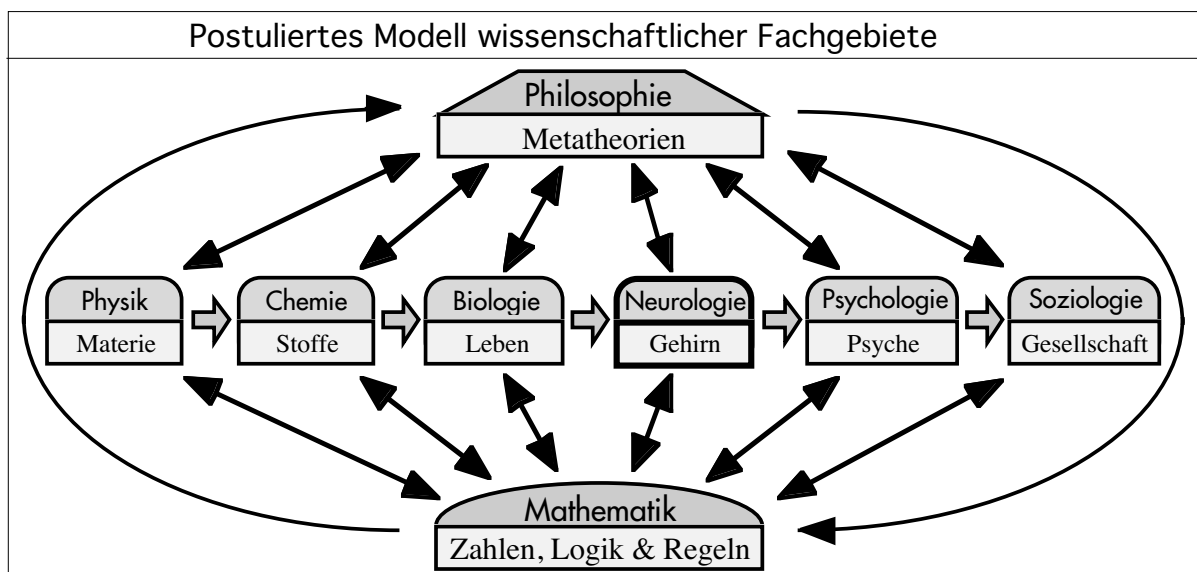 Postuliertes Modell wissenschaftlicher Fachgebiete
Philosophie
Metatheorien
Physik
Materie
Chemie
Stoffe
Biologie
Leben
Neurologie
Gehirn
Psychologie
Psyche
Soziologie
Gesellschaft
Mathematik
Zahlen, Logik & Regeln